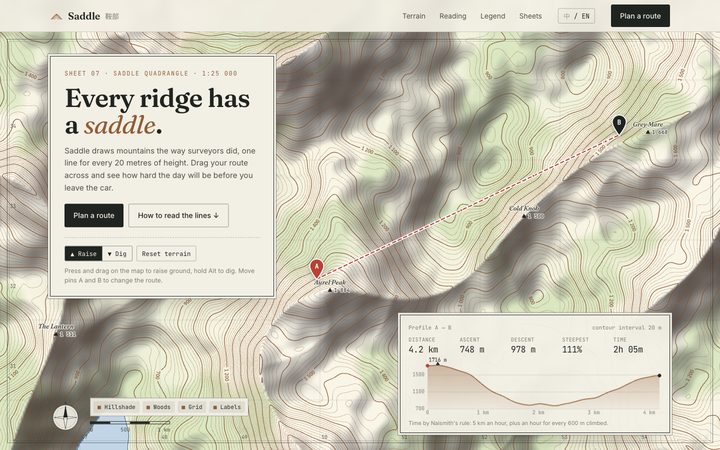 Saddle 鞍部
Terrain
Reading
Legend
Sheets
中 / EN
Plan a route
SHEET 07 · SADDLE QUADRANGLE · 1:25 000
Every ridge has
a saddle.
Saddle draws mountains the way surveyors did, one
line for every 20 metres of height. Drag your route
across and see how hard the day will be before you
leave the car.
Plan a route
How to read the lines ↓
▲ Raise
▼ Dig
Reset terrain
Press and drag on the map to raise ground, hold Alt to dig. Move
pins A and B to change the route.
B
Grey Mare
▲ 1 664
Cold Knob
A
Aurel Peak
The Lantern
Profile A – B
contour interval 20 m
DISTANCE
ASCENT
DESCENT
STEEPEST
TIME
4.2 km
748 m
978 m
111%
2h 05m
1716 m
1500
1100
700
0
1 km
2 km
3 km
4 km
Time by Naismith's rule: 5 km an hour, plus an hour for every 600 m climbed.
Hillshade
Woods
Grid
Labels
1 km